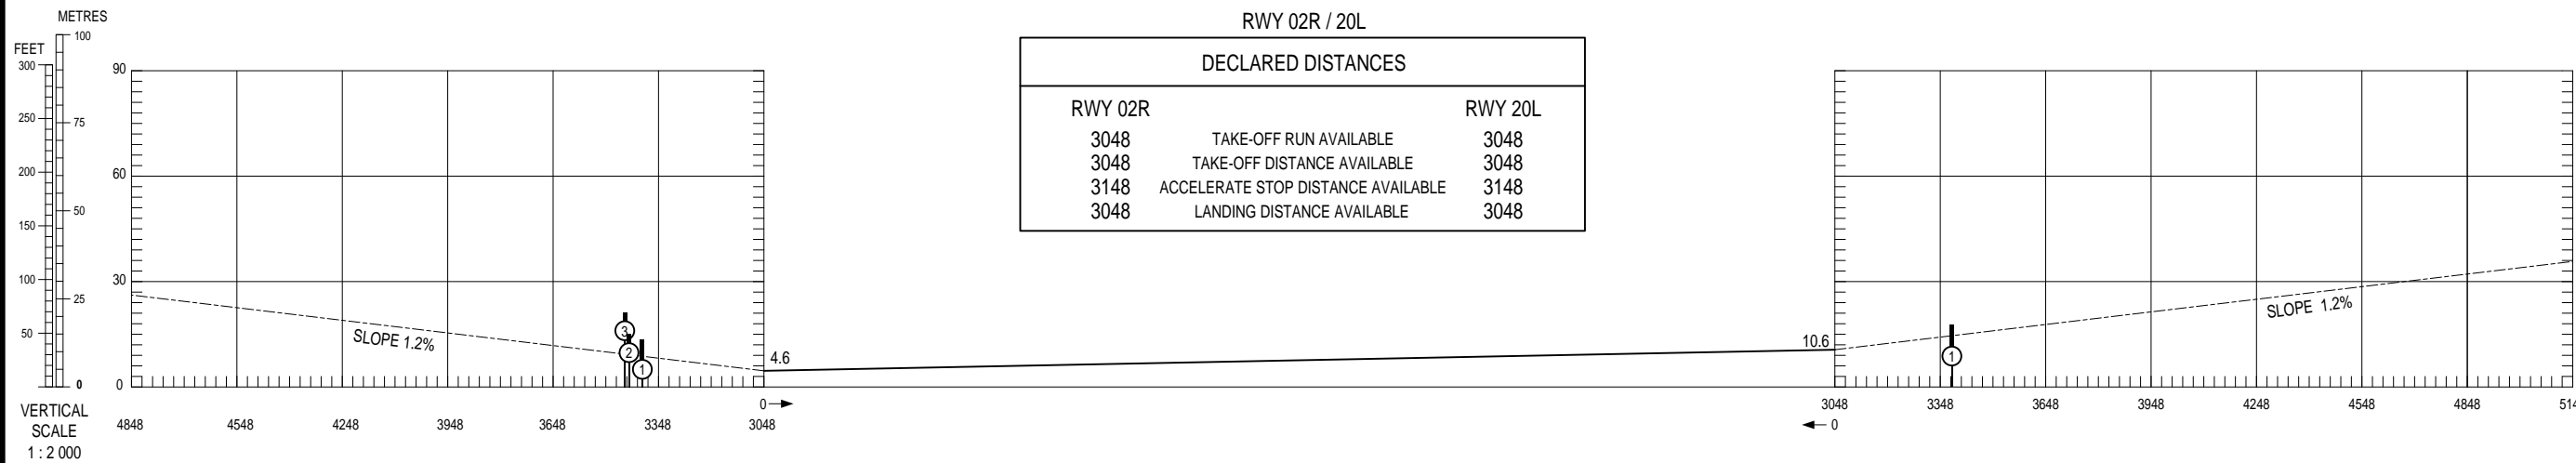 METRES
FEET
100
300
250
75
200
50
150
100
25
50
0
VERTICAL
SCALE
1 : 2 000
90
60
30
0
SLOPE 1.2%
3
2
1
4.6
4848 4548 4248 3948 3648 3348 3048
0
RWY 02R / 20L
DECLARED DISTANCES
RWY 02R RWY 20L
3048 TAKE-OFF RUN AVAILABLE 3048
3048 TAKE-OFF DISTANCE AVAILABLE 3048
3148 ACCELERATE STOP DISTANCE AVAILABLE 3148
3048 LANDING DISTANCE AVAILABLE 3048
10.6
1
SLOPE 1.2%
3048 3348 3648 3948 4248 4548 4848
0